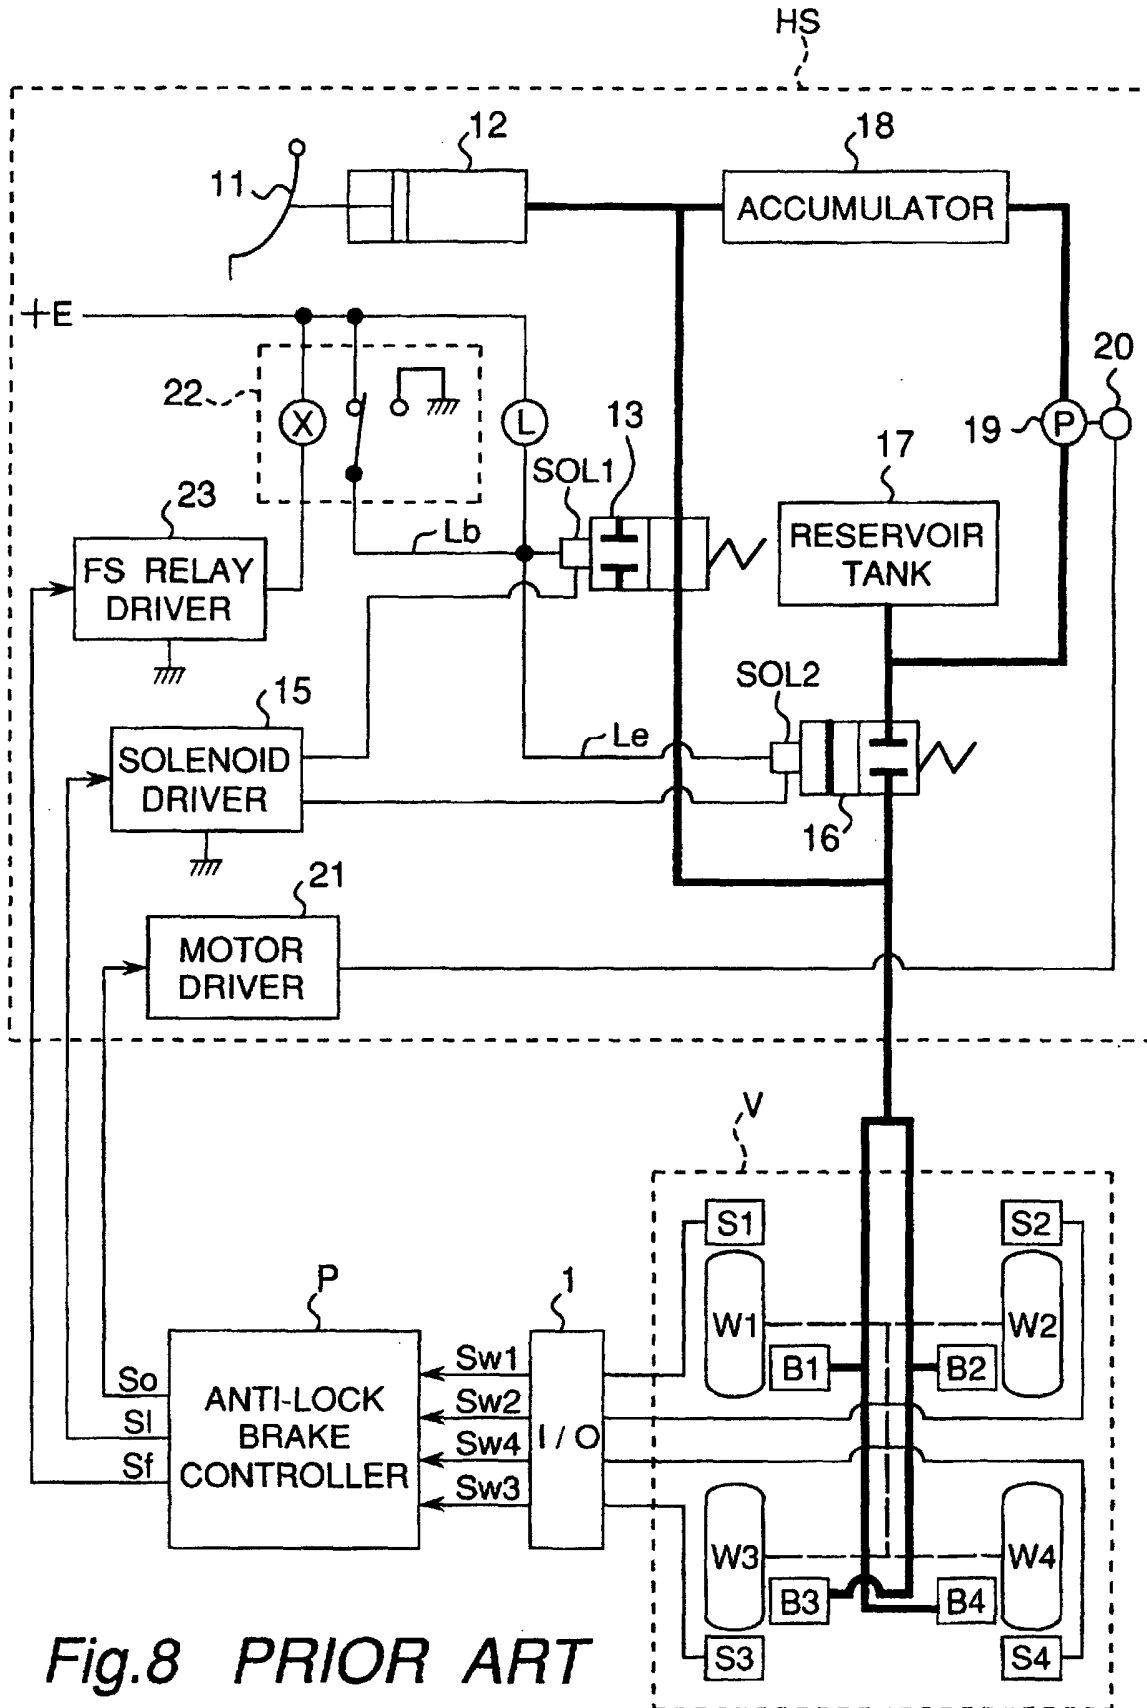 HS
12
18
11
ACCUMULATOR
+E
20
22
X
L
13
19
P
17
SOL1
23
Lb
RESERVOIR
TANK
FS RELAY
DRIVER
SOL2
15
Le
SOLENOID
DRIVER
16
21
MOTOR
DRIVER
V
S1
S2
P
1
W1
W2
Sw1
B1
B2
So
ANTI-LOCK
BRAKE
CONTROLLER
Sw2
I/O
Sl
Sw4
Sf
Sw3
W3
W4
B3
B4
S3
S4
Fig.8 PRIOR ART